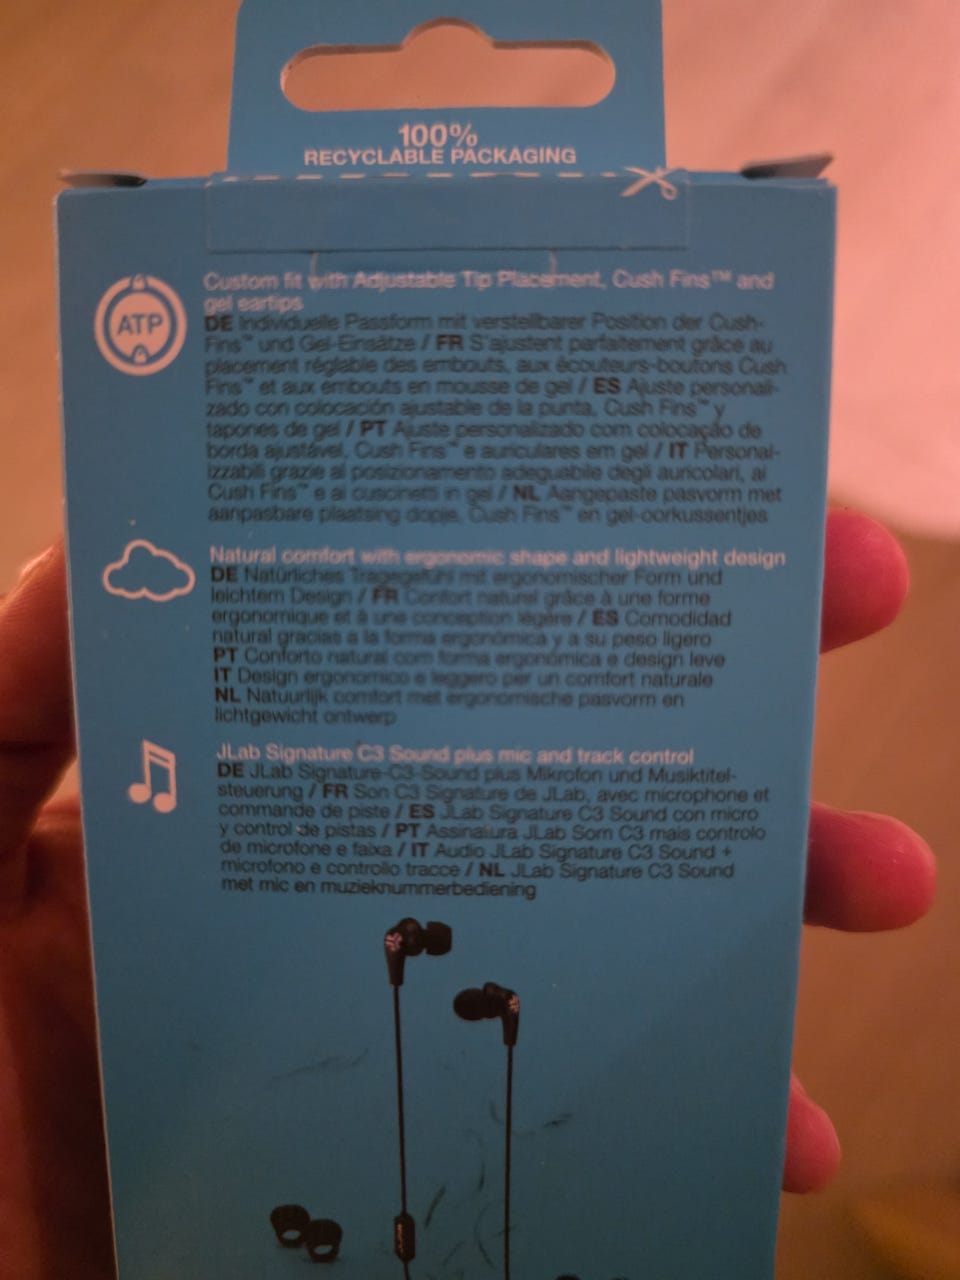 100%
RECYCLABLE PACKAGING
Custom fit with Adjustable Tip Placement, Cush Fins™ and
gel eartips
ATP
DE Individuelle Passform mit verstellbarer Position der Cush-
Fins™ und Gel-Einsätze / FR S'ajustent parfaitement grâce au
placement réglable des embouts, aux écouteurs-boutons Cush
Fins™ et aux embouts en mousse de gel / ES Ajuste personali-
zado con colocación ajustable de la punta, Cush Fins™ y
tapones de gel / PT Ajuste personalizado com colocação de
borda ajustável, Cush Fins™ e auriculares em gel / IT Personal-
izzabili grazie al posizionamento adeguabile degli auricolari, ai
Cush Fins™ e ai cuscinetti in gel / NL Aangepaste pasvorm met
aanpasbare plaatsing dopje, Cush Fins™ en gel-oorkussentjes
Natural comfort with ergonomic shape and lightweight design
DE Natürliches Tragegefühl mit ergonomischer Form und
leichtem Design / FR Confort naturel grâce à une forme
ergonomique et à une conception légère / ES Comodidad
natural gracias a la forma ergonómica y a su peso ligero
PT Conforto natural com forma ergonómica e design leve
IT Design ergonomico e leggero per un comfort naturale
NL Natuurlijk comfort met ergonomische pasvorm en
lichtgewicht ontwerp
JLab Signature C3 Sound plus mic and track control
DE JLab Signature-C3-Sound plus Mikrofon und Musiktitel-
steuerung / FR Son C3 Signature de JLab, avec microphone et
commande de piste / ES JLab Signature C3 Sound con micro
y control de pistas / PT Assinatura JLab Som C3 mais controlo
de microfone e faixa / IT Audio JLab Signature C3 Sound +
microfono e controllo tracce / NL JLab Signature C3 Sound
met mic en muzieknummerbediening